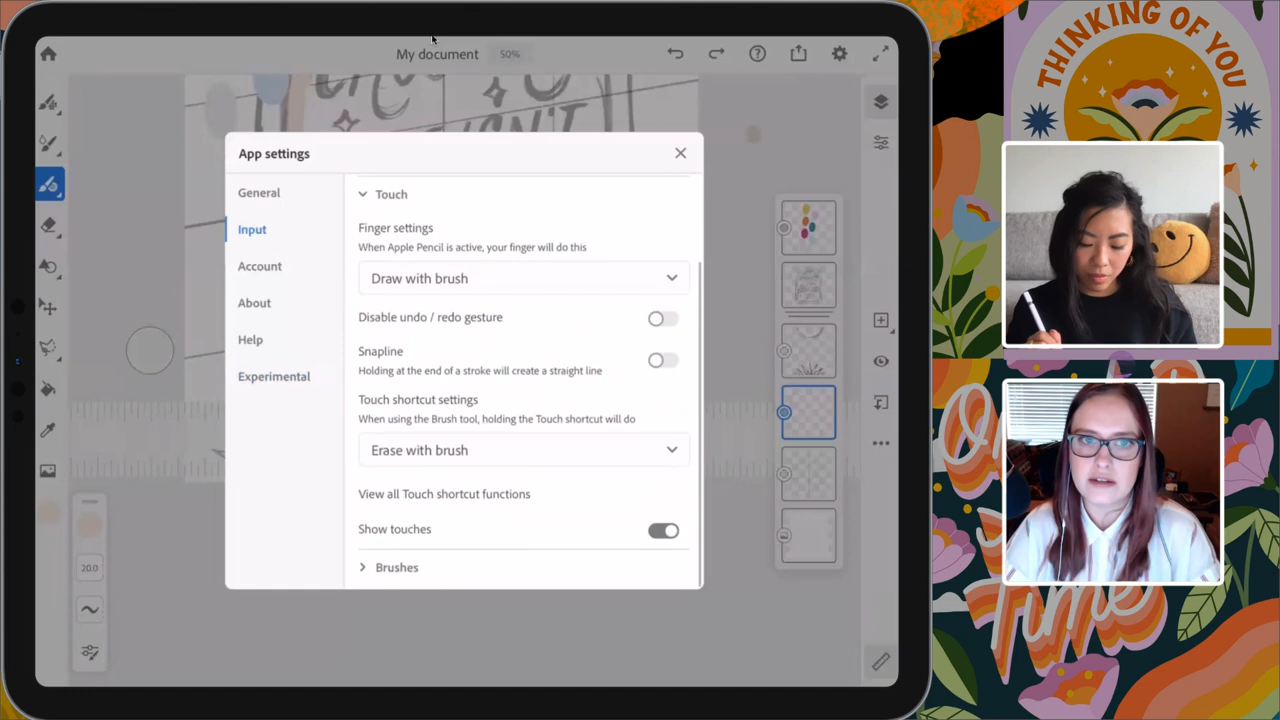 My document
50%
THINKING OF YOU
ISN'T
App settings
General
Input
Account
About
Help
Experimental
Touch
Finger settings
When Apple Pencil is active, your finger will do this
Draw with brush
Disable undo / redo gesture
Snapline
Holding at the end of a stroke will create a straight line
Touch shortcut settings
When using the Brush tool, holding the Touch shortcut will do
Erase with brush
View all Touch shortcut functions
Show touches
Brushes
20.0
Time